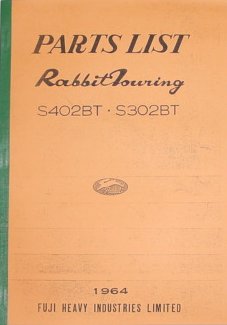 PARTS LIST
Rabbit Touring
S402BT · S302BT
1964
FUJI HEAVY INDUSTRIES LIMITED